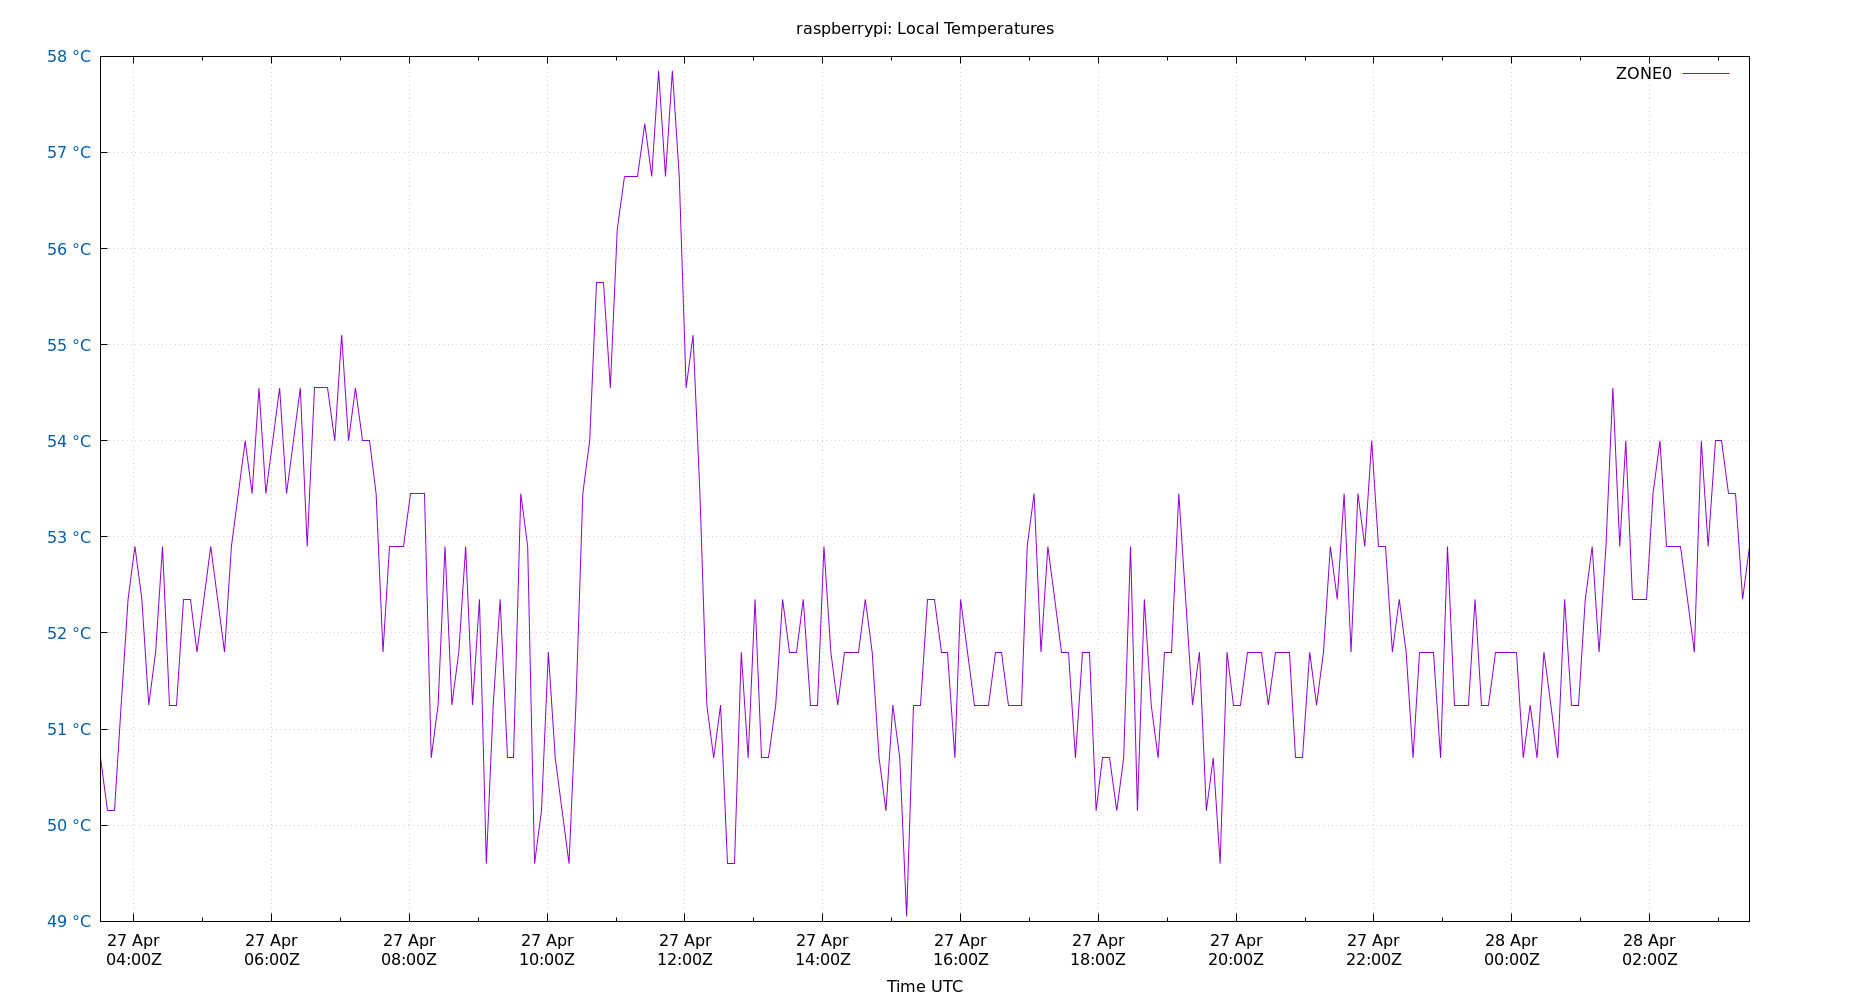 raspberrypi: Local Temperatures
58 °C
ZONE0
57 °C
56 °C
55 °C
54 °C
53 °C
52 °C
51 °C
50 °C
49 °C
27 Apr 27 Apr 27 Apr 27 Apr 27 Apr 27 Apr 27 Apr 27 Apr 27 Apr 27 Apr 28 Apr 28 Apr
04:00Z 06:00Z 08:00Z 10:00Z 12:00Z 14:00Z 16:00Z 18:00Z 20:00Z 22:00Z 00:00Z 02:00Z
Time UTC